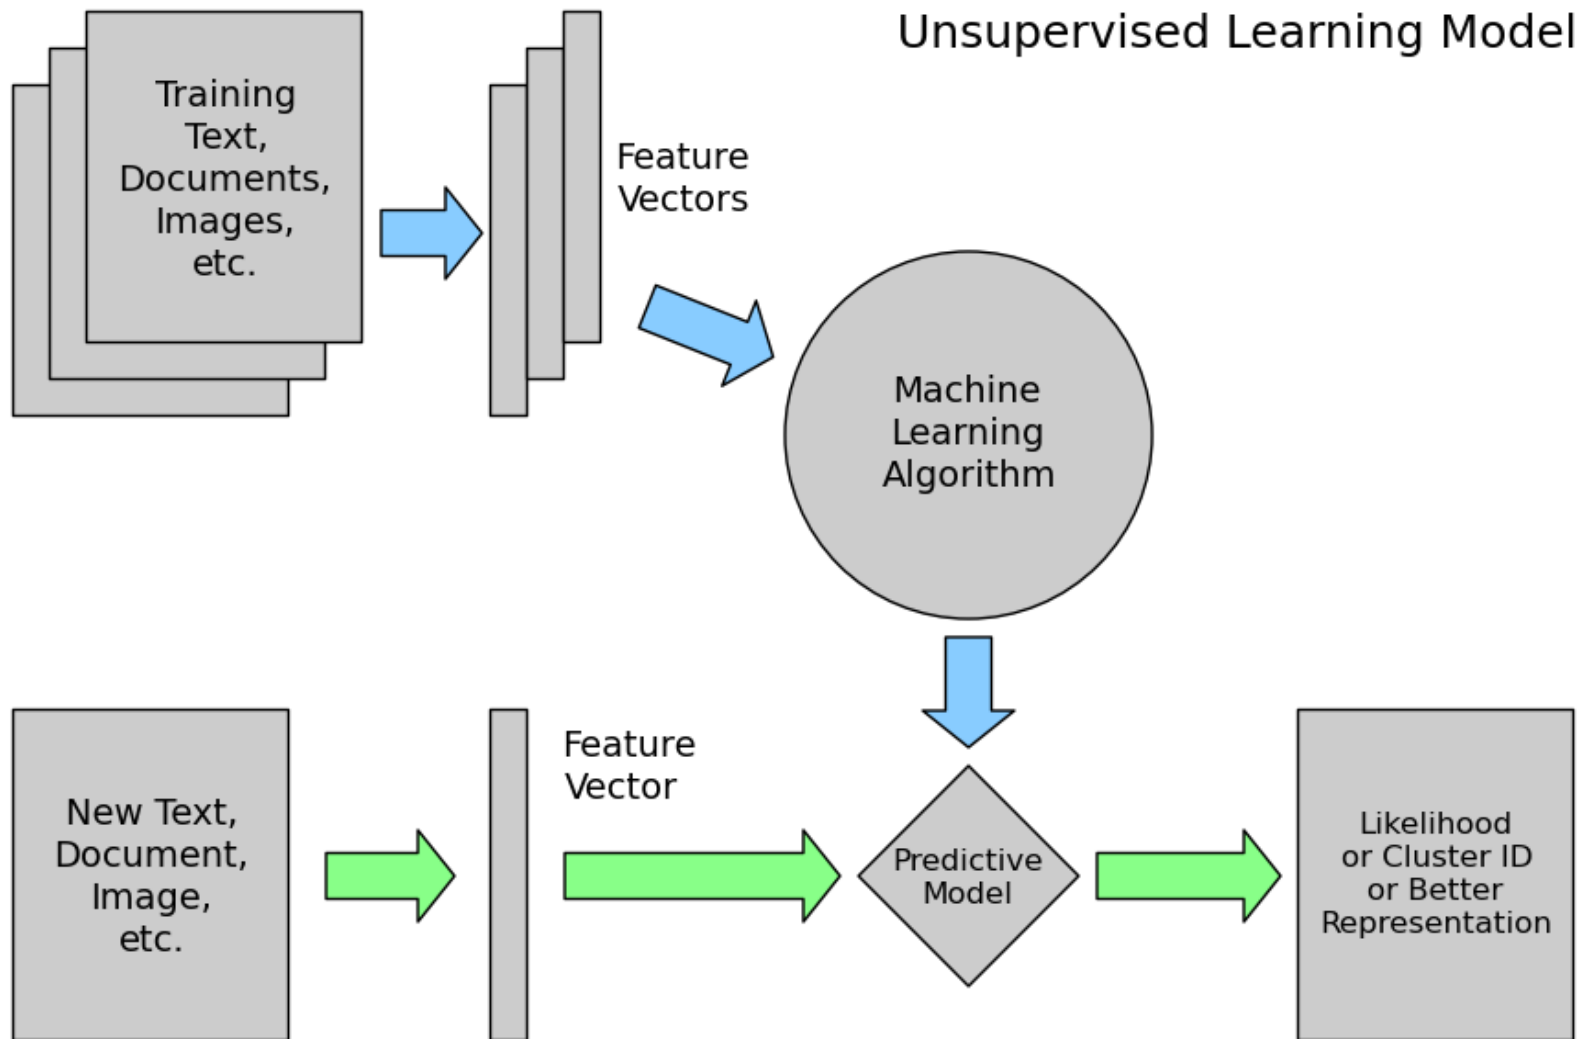 Unsupervised Learning Model
Training
Text,
Documents,
Images,
etc.
Feature
Vectors
Machine
Learning
Algorithm
New Text,
Document,
Image,
etc.
Feature
Vector
Predictive
Model
Likelihood
or Cluster ID
or Better
Representation